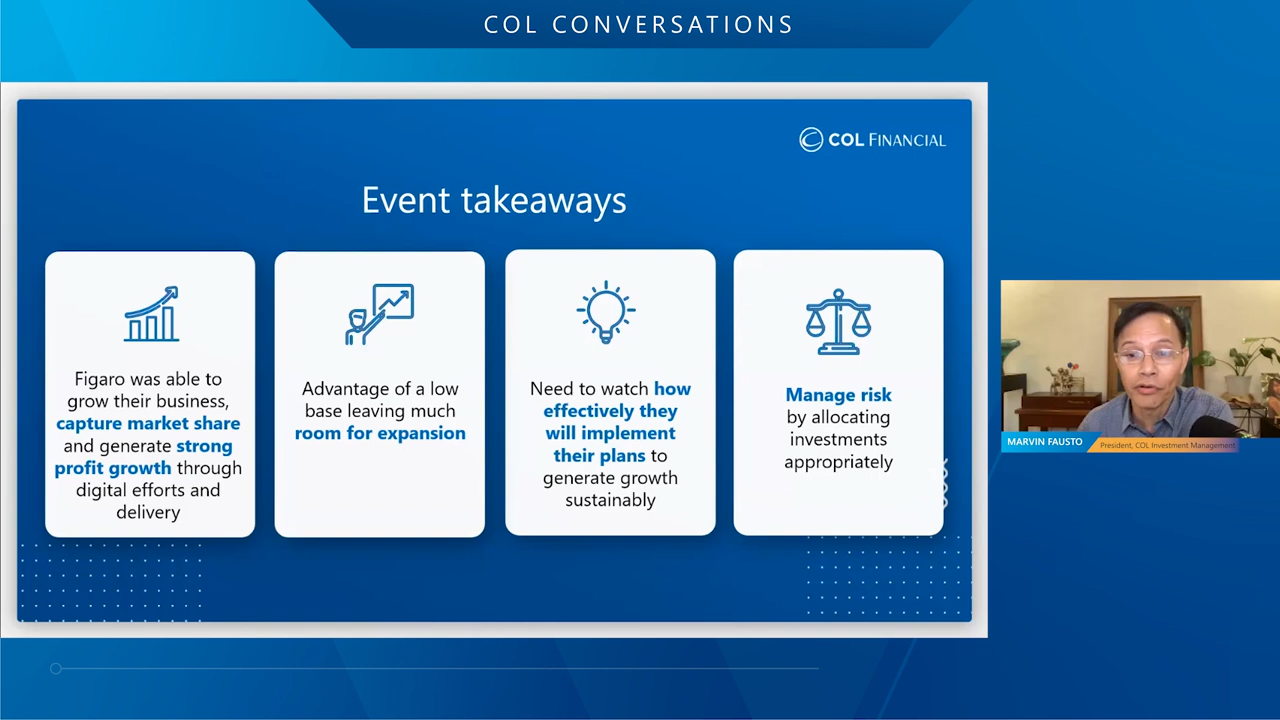 COL CONVERSATIONS
COL FINANCIAL
Event takeaways
Figaro was able to
grow their business,
capture market share
and generate strong
profit growth through
digital efforts and
delivery
Advantage of a low
base leaving much
room for expansion
Need to watch how
effectively they
will implement
their plans to
generate growth
sustainably
Manage risk
by allocating
investments
appropriately
MARVIN FAUSTO
President, COL Investment Management